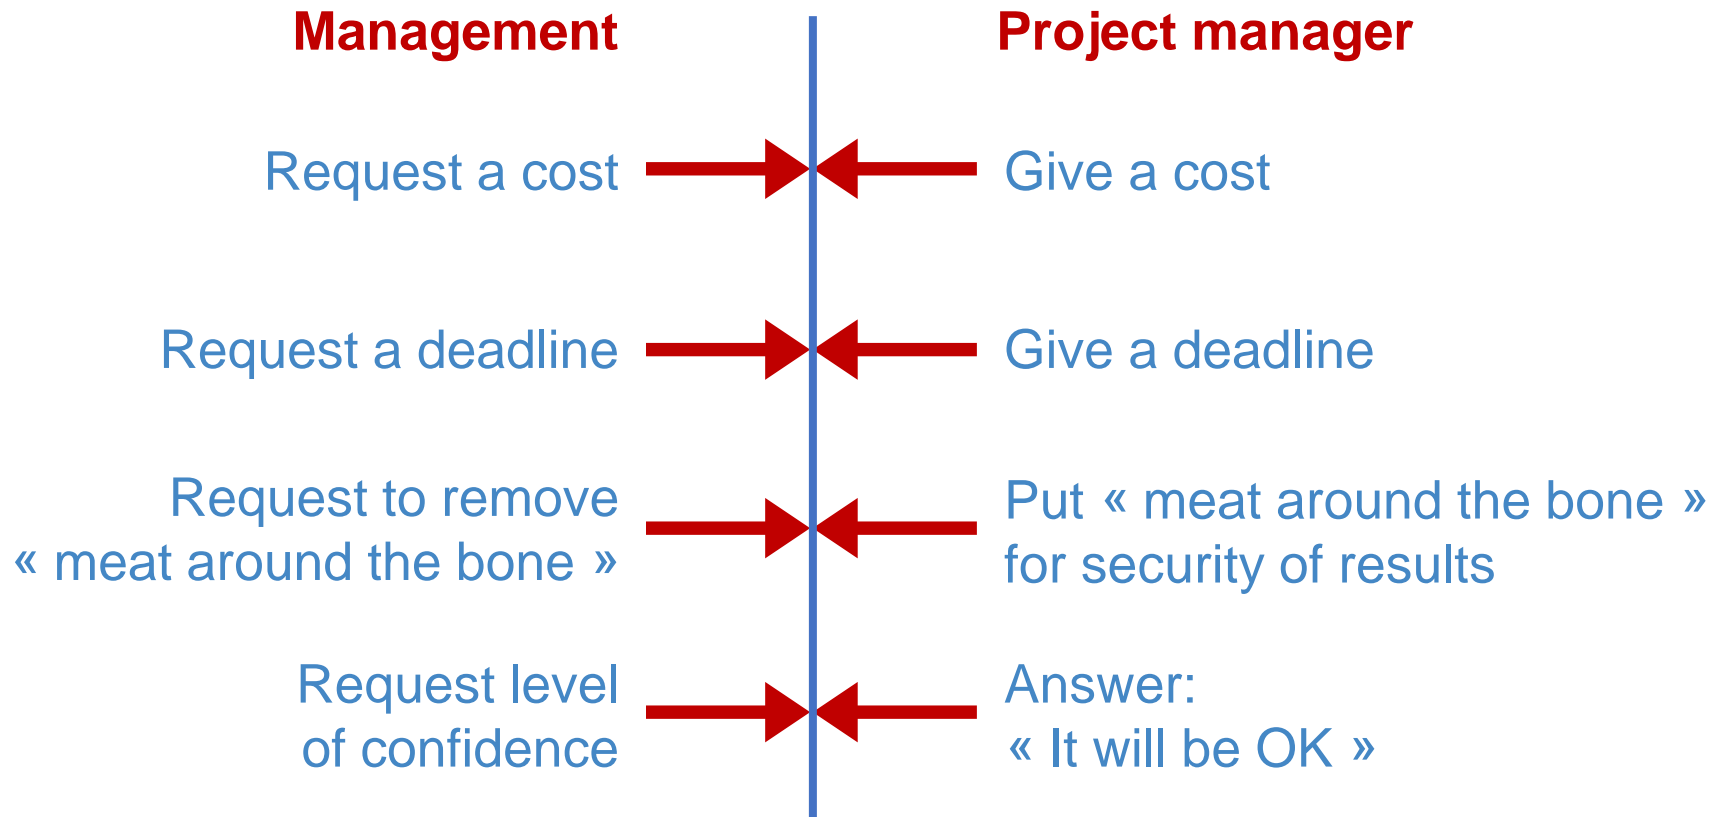 Management
Project manager
Request a cost
Give a cost
Request a deadline
Give a deadline
Request to remove
« meat around the bone »
Put « meat around the bone »
for security of results
Request level
of confidence
Answer:
« It will be OK »